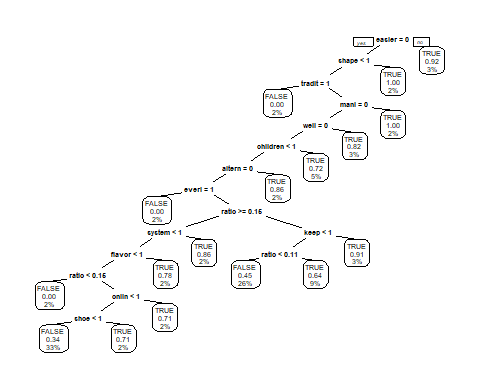 yes easier = 0 no
TRUE
0.92
3%
shape < 1
TRUE
1.00
2%
tradit = 1
FALSE
0.00
2%
mani = 0
TRUE
1.00
2%
well = 0
TRUE
0.82
3%
children < 1
TRUE
0.72
5%
altern = 0
TRUE
0.86
2%
everi = 1
FALSE
0.00
2%
ratio >= 0.15
system < 1
keep < 1
TRUE
0.86
2%
TRUE
0.91
3%
flavor < 1
ratio < 0.11
TRUE
0.78
2%
FALSE
0.45
26%
TRUE
0.64
9%
ratio < 0.15
FALSE
0.00
2%
onlin < 1
TRUE
0.71
2%
shoe < 1
FALSE
0.34
33%
TRUE
0.71
2%